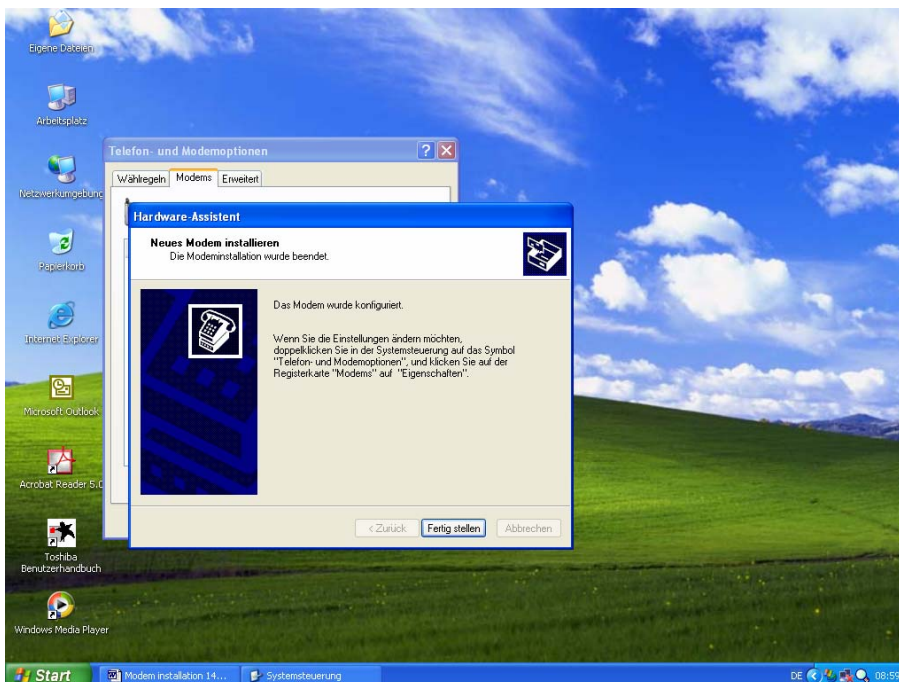 Eigene Dateien
Arbeitsplatz
Netzwerkumgebung
Papierkorb
Internet Explorer
Microsoft Outlook
Acrobat Reader 5.0
Toshiba
Benutzerhandbuch
Windows Media Player
Telefon- und Modemoptionen
Wählregeln Modems Erweitert
Hardware-Assistent
Neues Modem installieren
Die Modeminstallation wurde beendet.
Das Modem wurde konfiguriert.
Wenn Sie die Einstellungen ändern möchten,
doppelklicken Sie in der Systemsteuerung auf das Symbol
"Telefon- und Modemoptionen", und klicken Sie auf der
Registerkarte "Modems" auf "Eigenschaften".
< Zurück Fertig stellen Abbrechen
Start Modem installation 14... Systemsteuerung DE 08:59